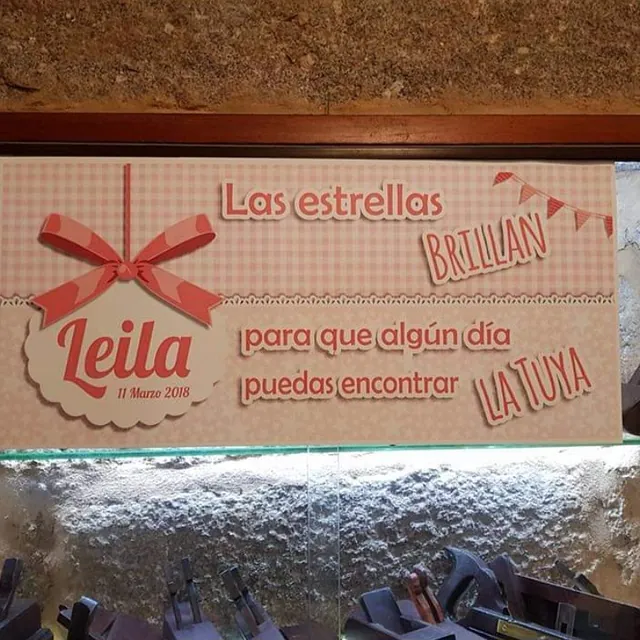 Las estrellas
BRILLAN
Leila
11 Marzo 2018
para que algún día
puedas encontrar
LA TUYA